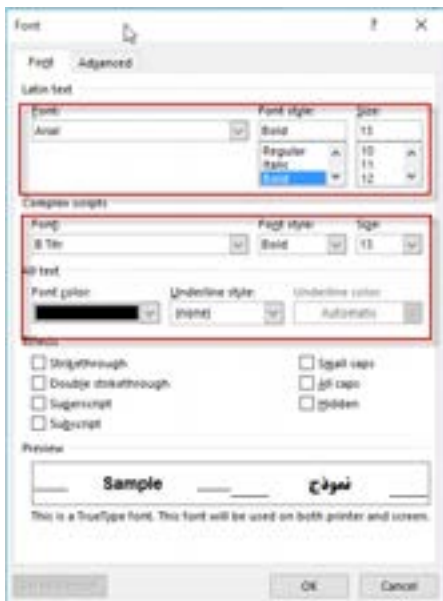 Font ? ×
Font Advanced
Latin text
Font: Font style: Size:
Arial Bold 13
Regular 10
Italic 11
Bold 12
Complex scripts
Font: Font style: Size:
B Titr Bold 13
All text
Font color: Underline style: Underline color:
(none) Automatic
Effects
Strikethrough Small caps
Double strikethrough All caps
Superscript Hidden
Subscript
Preview
Sample نموذج
This is a TrueType font. This font will be used on both printer and screen.
OK Cancel